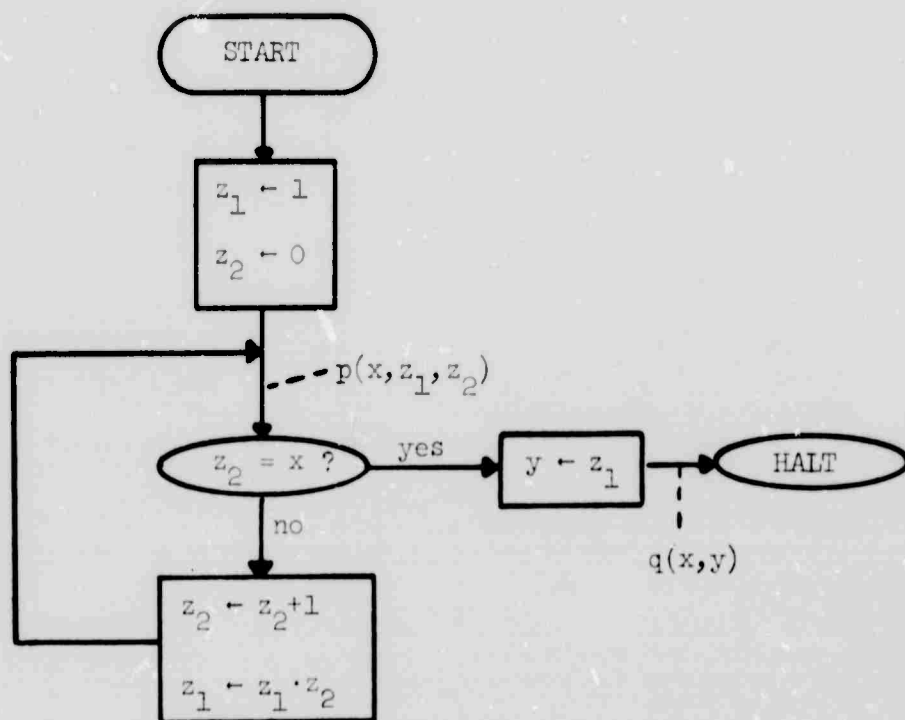 START
z₁ ← 1
z₂ ← 0
p(x,z₁,z₂)
z₂ = x ?
yes
y ← z₁
HALT
no
q(x,y)
z₂ ← z₂+1
z₁ ← z₁·z₂